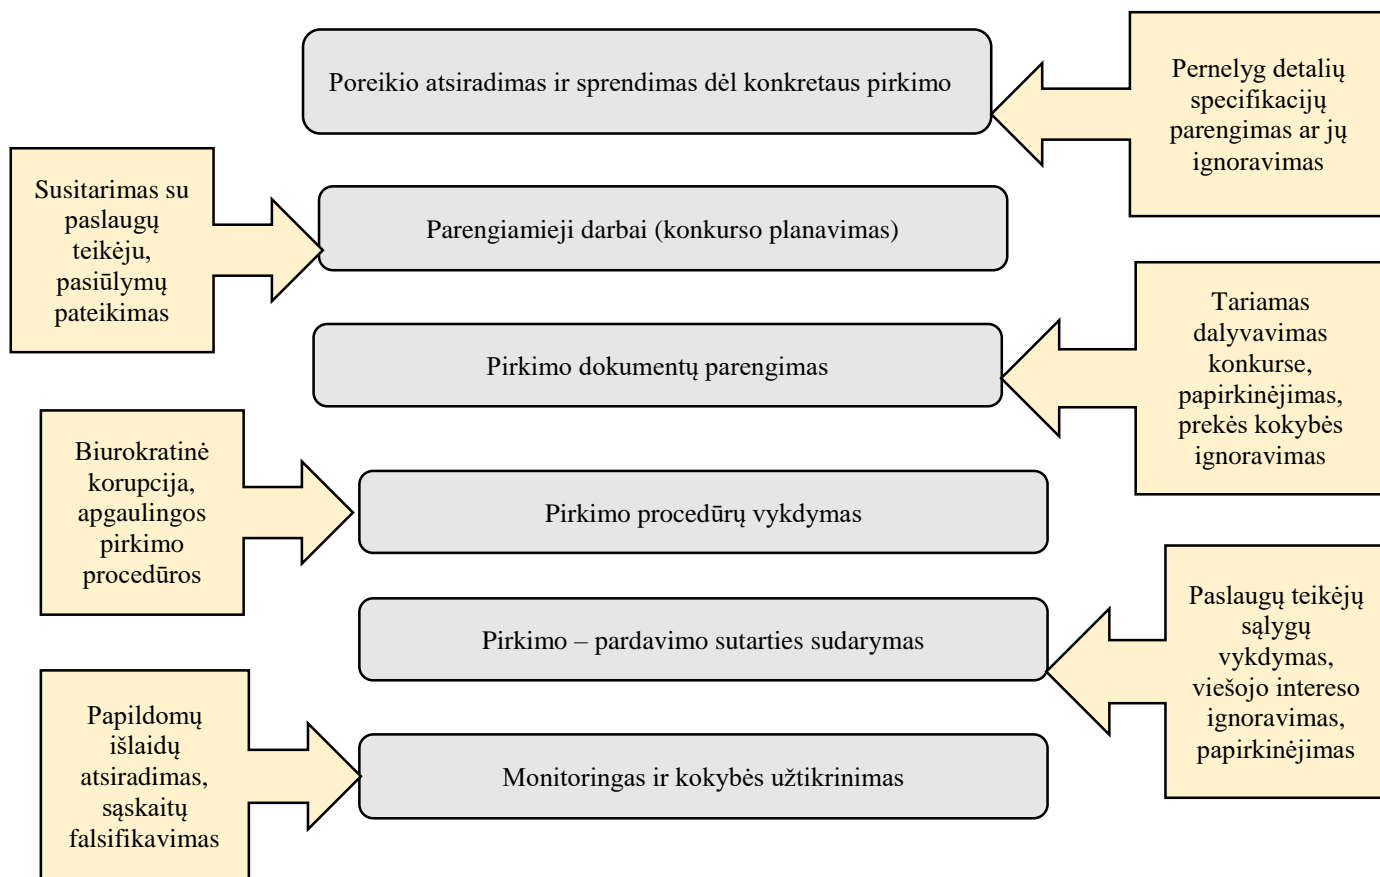 Poreikio atsiradimas ir sprendimas dėl konkretaus pirkimo
Pernelyg detalių
specifikacijų
parengimas ar jų
ignoravimas
Susitarimas su
paslaugų
teikėju,
pasiūlymų
pateikimas
Parengiamieji darbai (konkurso planavimas)
Pirkimo dokumentų parengimas
Tariamas
dalyvavimas
konkurse,
papirkinėjimas,
prekės kokybės
ignoravimas
Biurokratinė
korupcija,
apgaulingos
pirkimo
procedūros
Pirkimo procedūrų vykdymas
Pirkimo – pardavimo sutarties sudarymas
Paslaugų teikėjų
sąlygų
vykdymas,
viešojo intereso
ignoravimas,
papirkinėjimas
Papildomų
išlaidų
atsiradimas,
sąskaitų
falsifikavimas
Monitoringas ir kokybės užtikrinimas